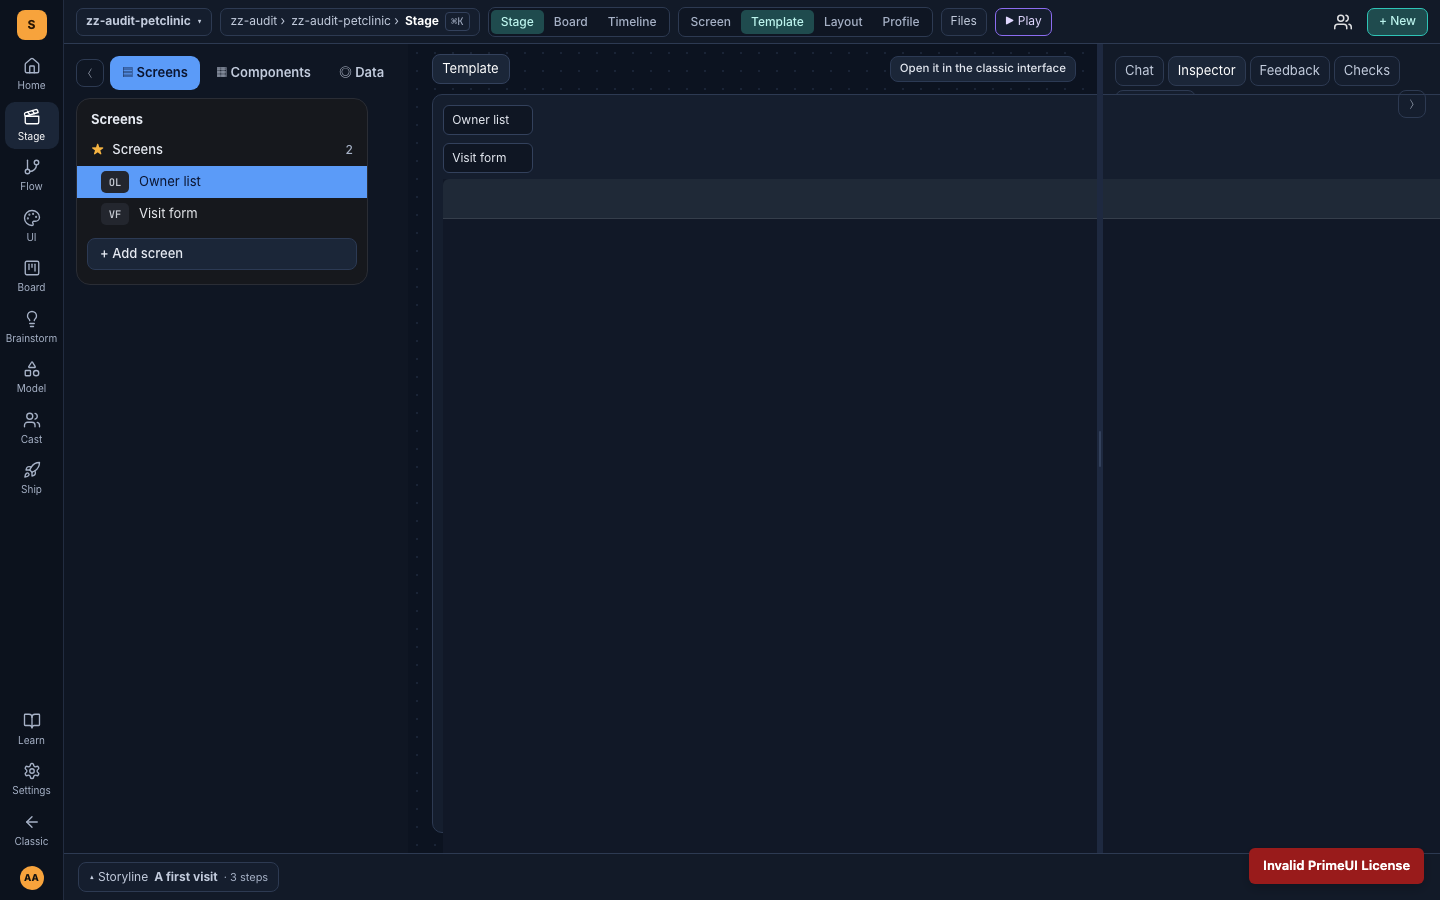 S
zz-audit-petclinic
zz-audit › zz-audit-petclinic › Stage ⌘K
Stage Board Timeline
Screen Template Layout Profile
Files
Play
+ New
Home
Stage
Flow
UI
Board
Brainstorm
Model
Cast
Ship
Learn
Settings
Classic
AA
Screens Components Data
Screens
Screens 2
OL Owner list
VF Visit form
+ Add screen
Template
Open it in the classic interface
Owner list
Visit form
Chat Inspector Feedback Checks
Storyline A first visit · 3 steps
Invalid PrimeUI License